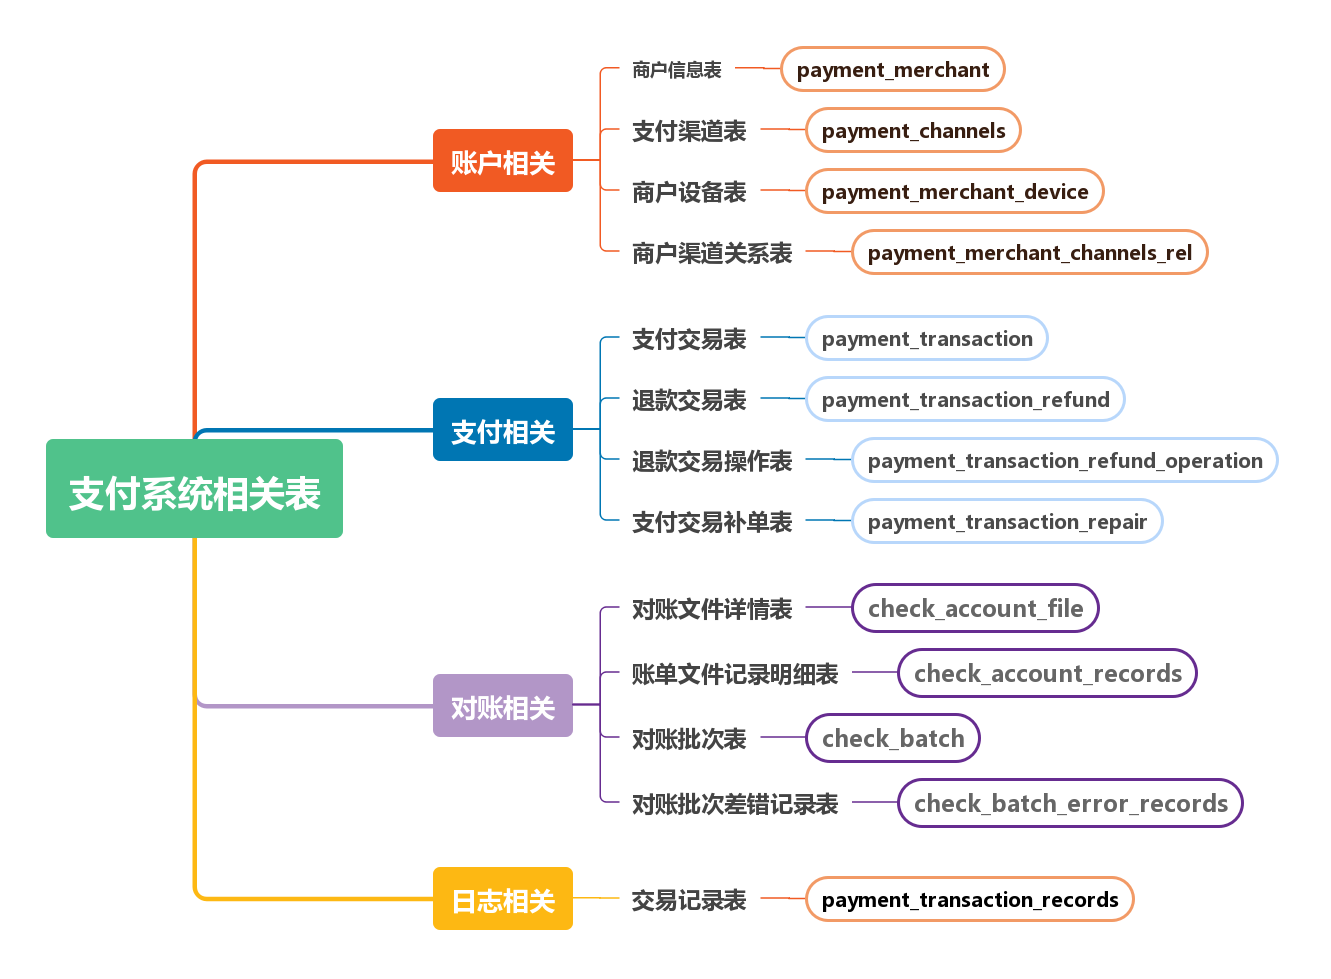 支付系统相关表
账户相关
商户信息表
payment_merchant
支付渠道表
payment_channels
商户设备表
payment_merchant_device
商户渠道关系表
payment_merchant_channels_rel
支付相关
支付交易表
payment_transaction
退款交易表
payment_transaction_refund
退款交易操作表
payment_transaction_refund_operation
支付交易补单表
payment_transaction_repair
对账相关
对账文件详情表
check_account_file
账单文件记录明细表
check_account_records
对账批次表
check_batch
对账批次差错记录表
check_batch_error_records
日志相关
交易记录表
payment_transaction_records